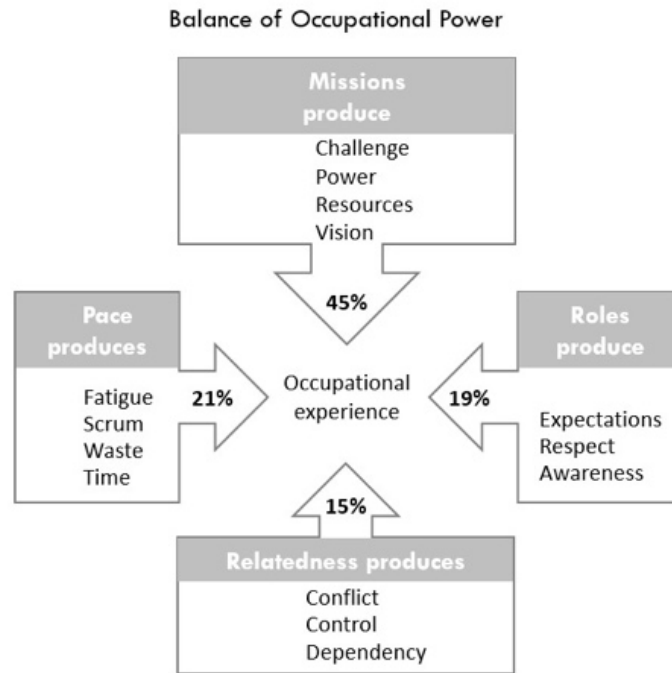 Balance of Occupational Power
Missions
produce
Challenge
Power
Resources
Vision
45%
Pace
produces
Fatigue
Scrum
Waste
Time
21%
Occupational
experience
19%
Roles
produce
Expectations
Respect
Awareness
15%
Relatedness produces
Conflict
Control
Dependency